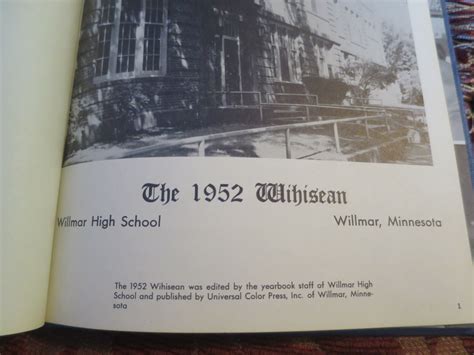 The 1952 Wihisean
Willmar High School Willmar, Minnesota
The 1952 Wihisean was edited by the yearbook staff of Willmar High
School and published by Universal Color Press, Inc. of Willmar, Minne-
sota
1